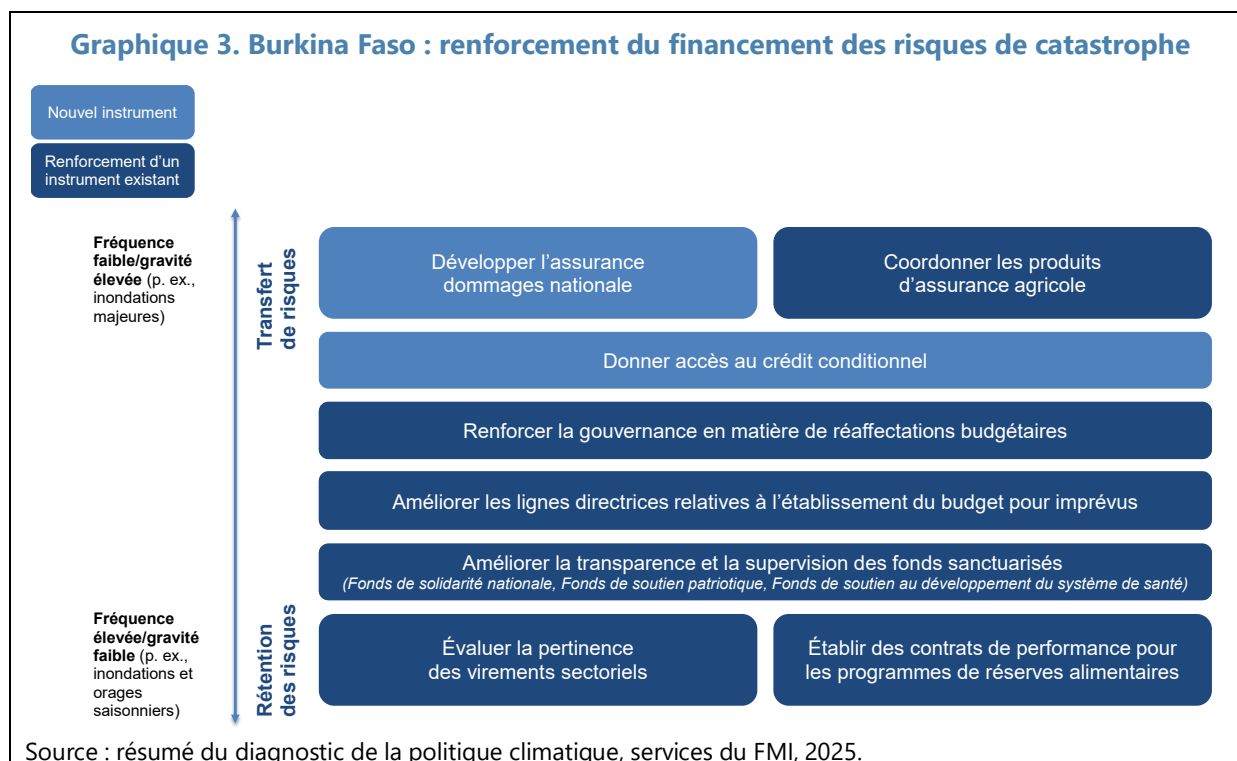 Graphique 3. Burkina Faso : renforcement du financement des risques de catastrophe
Nouvel instrument
Renforcement d'un
instrument existant
Fréquence
faible/gravité
élevée (p. ex.,
inondations
majeures)
Transfert
de risques
Développer l'assurance
dommages nationale
Coordonner les produits
d'assurance agricole
Donner accès au crédit conditionnel
Renforcer la gouvernance en matière de réaffectations budgétaires
Améliorer les lignes directrices relatives à l'établissement du budget pour imprévus
Améliorer la transparence et la supervision des fonds sanctuarisés
(Fonds de solidarité nationale, Fonds de soutien patriotique, Fonds de soutien au développement du système de santé)
Fréquence
élevée/gravité
faible (p. ex.,
inondations et
orages
saisonniers)
Rétention
des risques
Évaluer la pertinence
des virements sectoriels
Établir des contrats de performance pour
les programmes de réserves alimentaires
Source : résumé du diagnostic de la politique climatique, services du FMI, 2025.